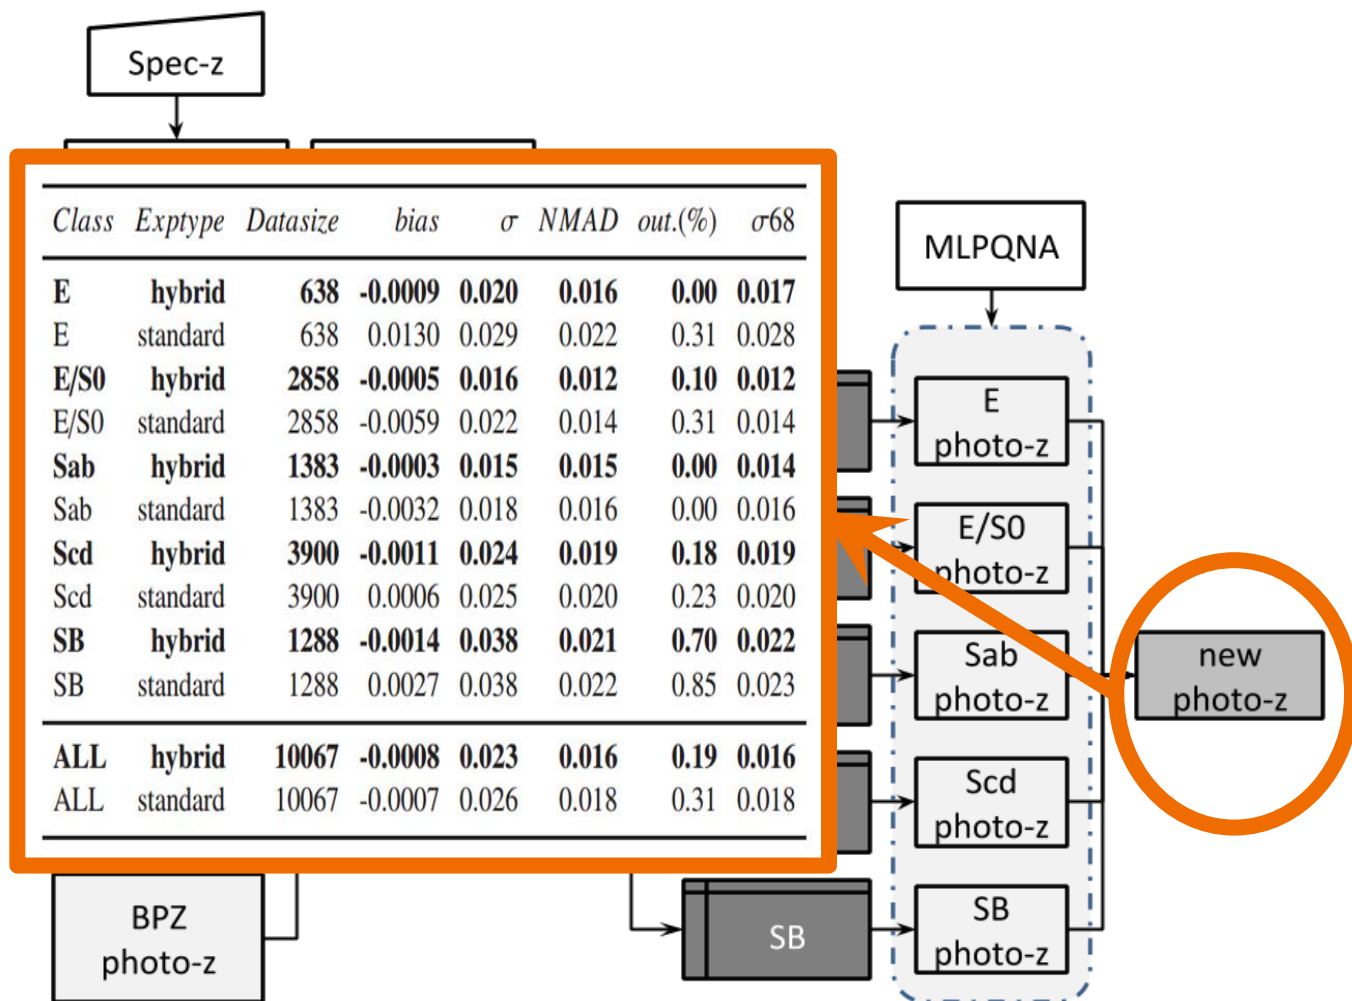 Spec-z
Class Exptype Datasize bias σ NMAD out.(%) σ68
E hybrid 638 -0.0009 0.020 0.016 0.00 0.017
E standard 638 0.0130 0.029 0.022 0.31 0.028
E/S0 hybrid 2858 -0.0005 0.016 0.012 0.10 0.012
E/S0 standard 2858 -0.0059 0.022 0.014 0.31 0.014
Sab hybrid 1383 -0.0003 0.015 0.015 0.00 0.014
Sab standard 1383 -0.0032 0.018 0.016 0.00 0.016
Scd hybrid 3900 -0.0011 0.024 0.019 0.18 0.019
Scd standard 3900 0.0006 0.025 0.020 0.23 0.020
SB hybrid 1288 -0.0014 0.038 0.021 0.70 0.022
SB standard 1288 0.0027 0.038 0.022 0.85 0.023
ALL hybrid 10067 -0.0008 0.023 0.016 0.19 0.016
ALL standard 10067 -0.0007 0.026 0.018 0.31 0.018
MLPQNA
E
photo-z
E/S0
photo-z
Sab
photo-z
Scd
photo-z
SB
photo-z
new
photo-z
BPZ
photo-z
SB